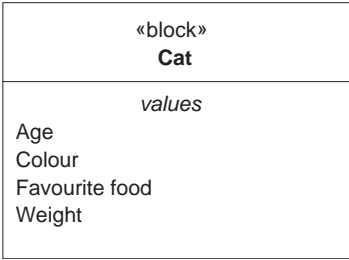 «block»
Cat
values
Age
Colour
Favourite food
Weight